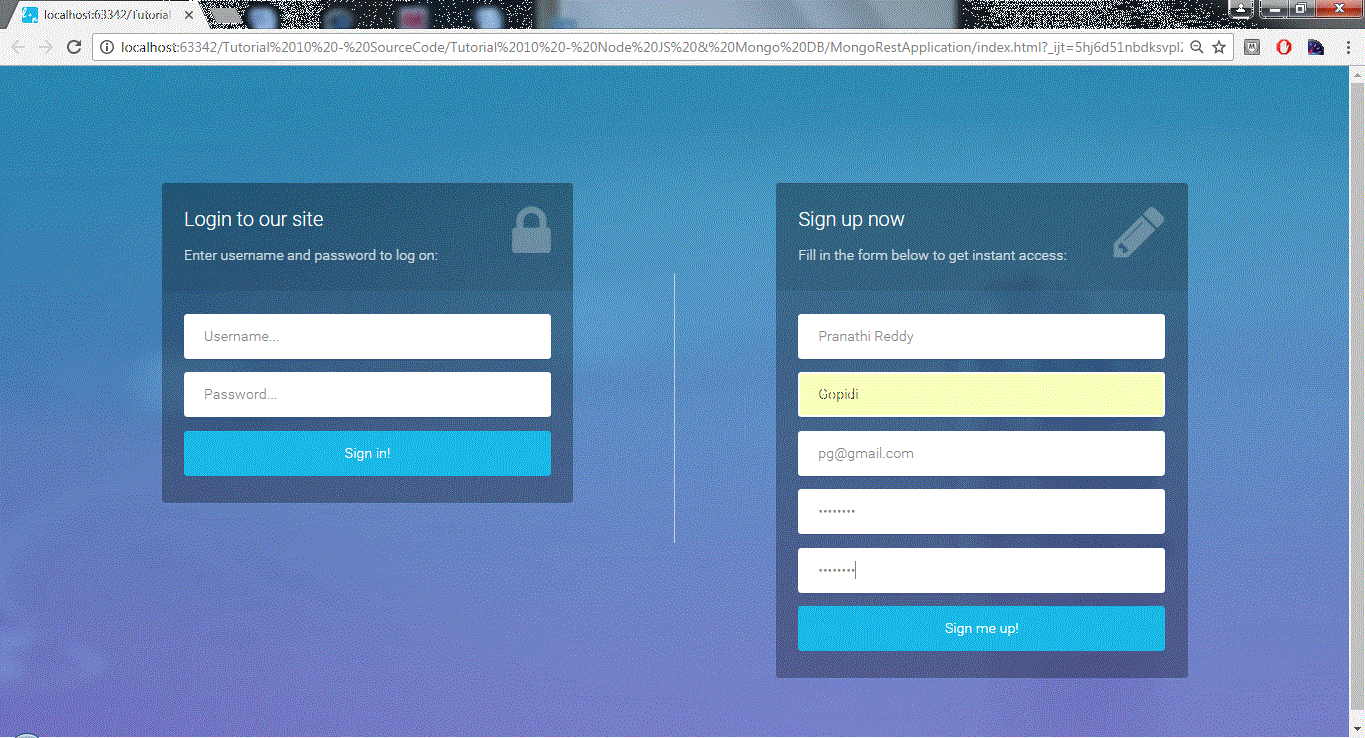 localhost:63342/Tutorial
localhost:63342/Tutorial%2010%20-%20SourceCode/Tutorial%2010%20-%20Node%20JS%20&%20Mongo%20DB/MongoRestApplication/index.html?_ijt=5hj6d51nbdksvpl2
Login to our site
Enter username and password to log on:
Username...
Password...
Sign in!
Sign up now
Fill in the form below to get instant access:
Pranathi Reddy
Gopidi
pg@gmail.com
••••••••
••••••••
Sign me up!